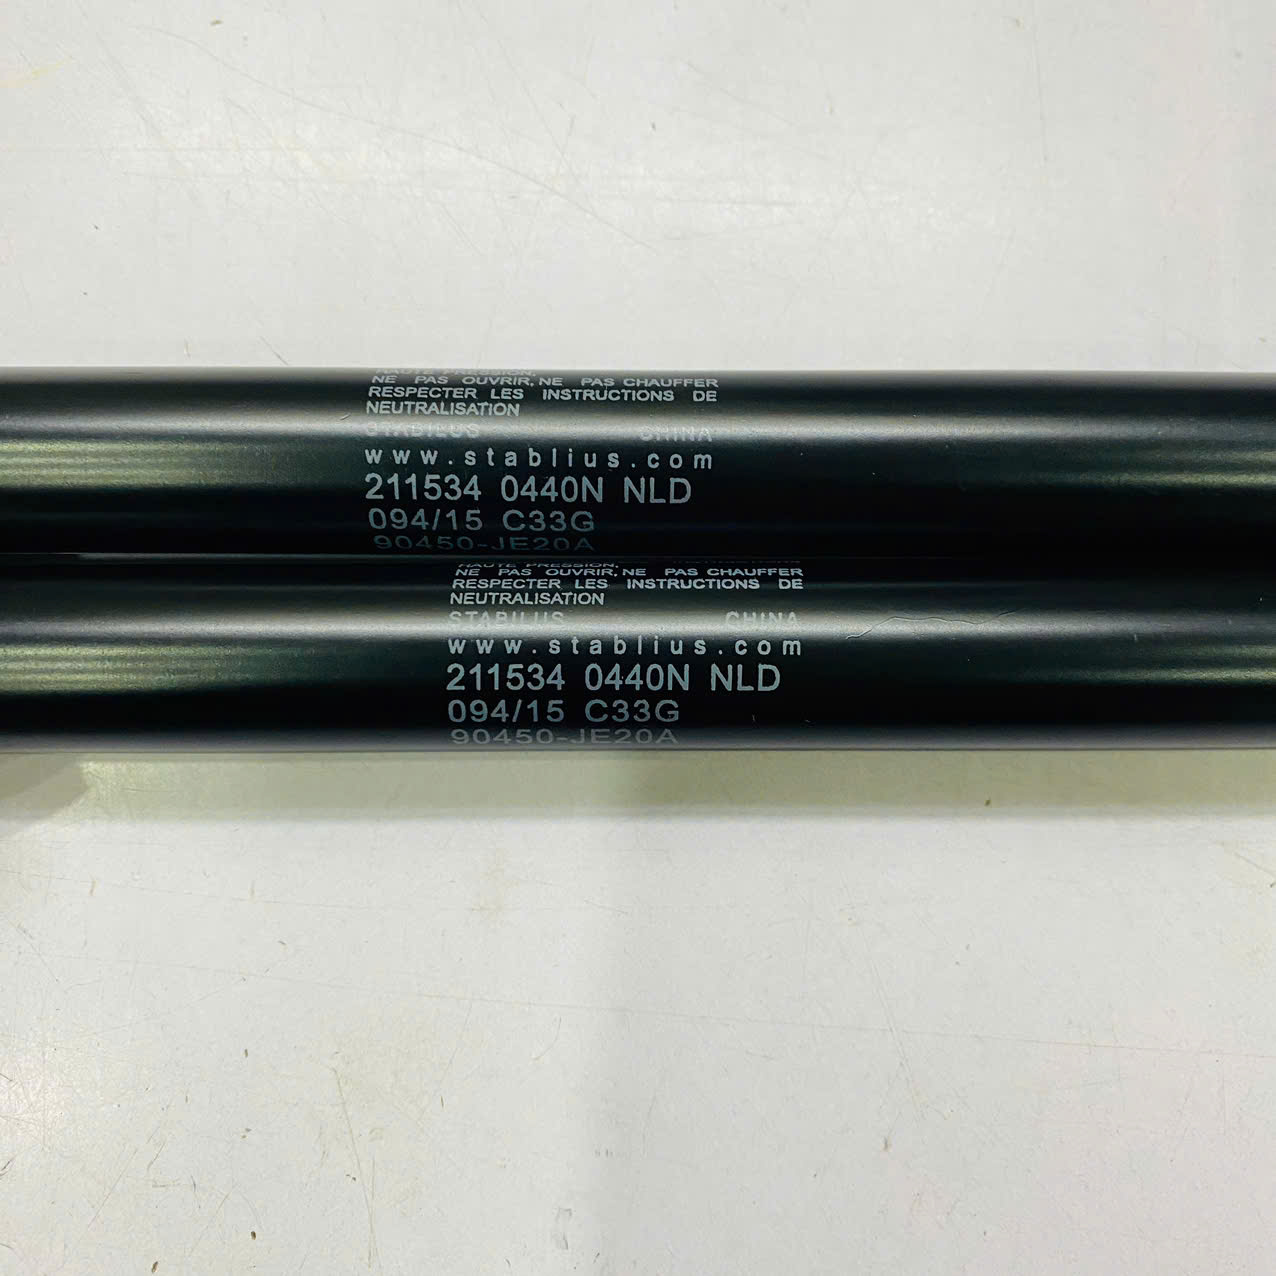 HAUTE PRESSION.
NE PAS OUVRIR, NE PAS CHAUFFER
RESPECTER LES INSTRUCTIONS DE
NEUTRALISATION
STABILUS CHINA
www.stablius.com
211534 0440N NLD
094/15 C33G
90450-JE20A
HAUTE PRESSION.
NE PAS OUVRIR, NE PAS CHAUFFER
RESPECTER LES INSTRUCTIONS DE
NEUTRALISATION
STABILUS CHINA
www.stablius.com
211534 0440N NLD
094/15 C33G
90450-JE20A